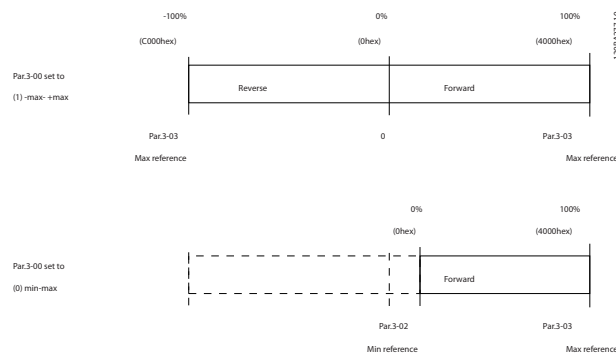 -100% 0% 100%
(C000hex) (0hex) (4000hex)
Par.3-00 set to
(1) -max- +max
Reverse Forward
Par.3-03 0 Par.3-03
Max reference Max reference
0% 100%
(0hex) (4000hex)
Par.3-00 set to
(0) min-max
Forward
Par.3-02 Par.3-03
Min reference Max reference